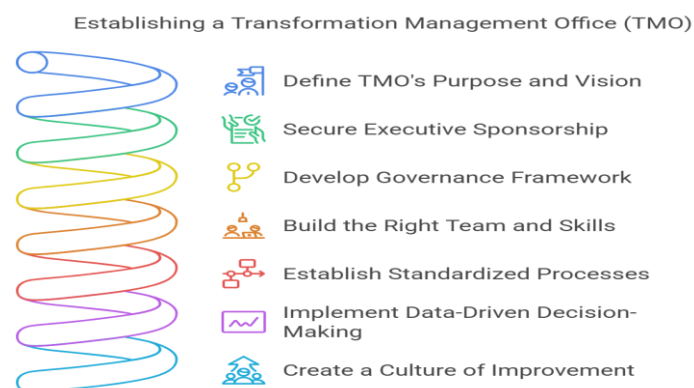 Establishing a Transformation Management Office (TMO)
Define TMO's Purpose and Vision
Secure Executive Sponsorship
Develop Governance Framework
Build the Right Team and Skills
Establish Standardized Processes
Implement Data-Driven Decision-
Making
Create a Culture of Improvement